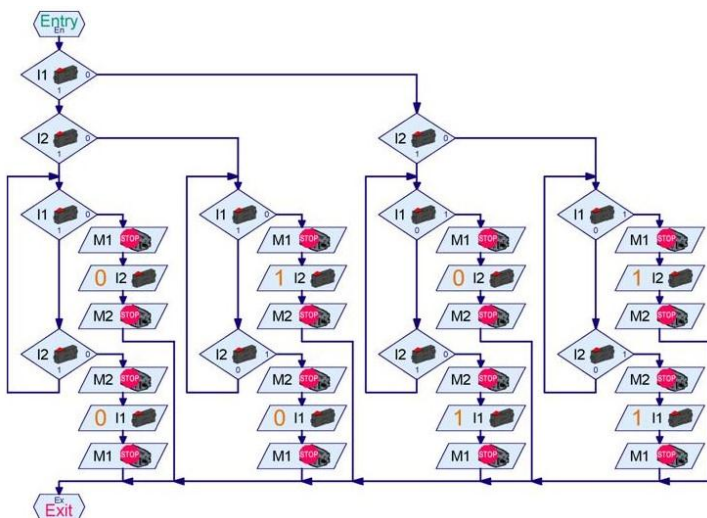 Entry
En
I1 0
1
I2 0
1
I2 0
1
I1 0
1
I1 0
1
I1 1
0
I1 1
0
M1 STOP
M1 STOP
M1 STOP
M1 STOP
0 I2
1 I2
0 I2
1 I2
M2 STOP
M2 STOP
M2 STOP
M2 STOP
I2 0
1
I2 1
0
I2 0
1
I2 1
0
M2 STOP
M2 STOP
M2 STOP
M2 STOP
0 I1
0 I1
1 I1
1 I1
M1 STOP
M1 STOP
M1 STOP
M1 STOP
Ex
Exit